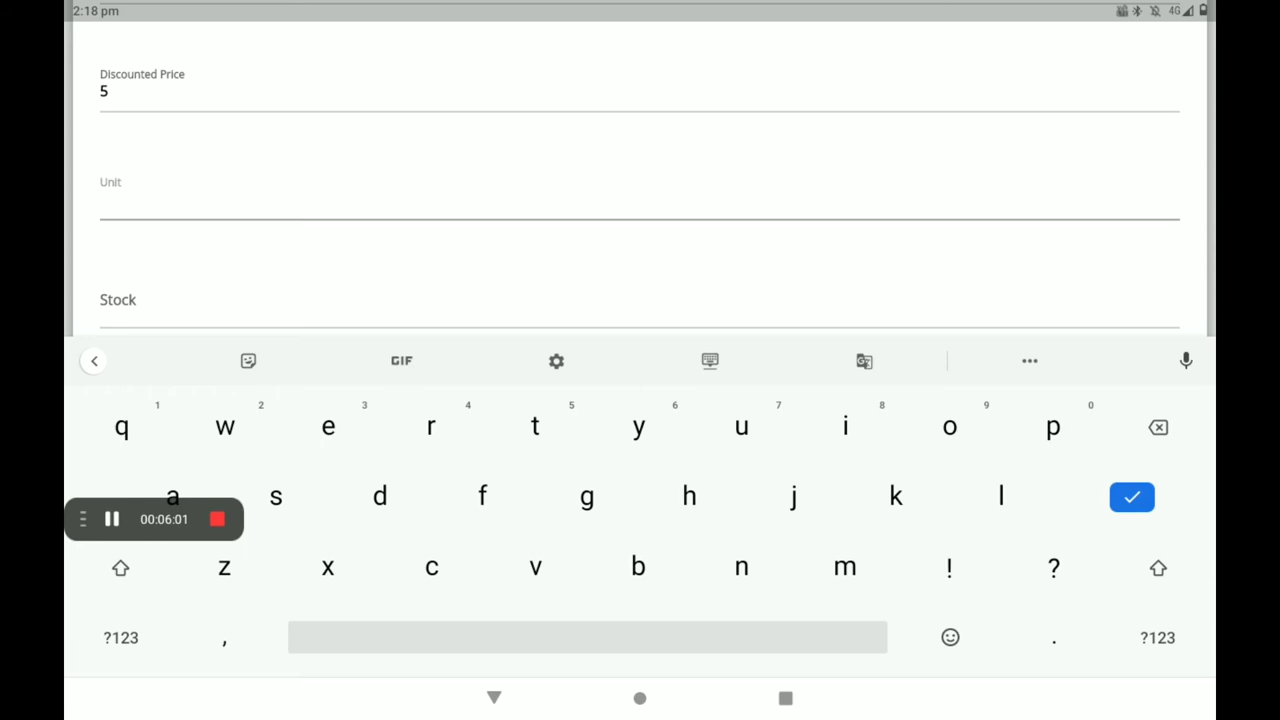 2:18 pm
4G
Discounted Price
5
Unit
Stock
GIF
1 2 3 4 5 6 7 8 9 0
q w e r t y u i o p
a s d f g h j k l
00:06:01
z x c v b n m ! ?
?123 , . ?123